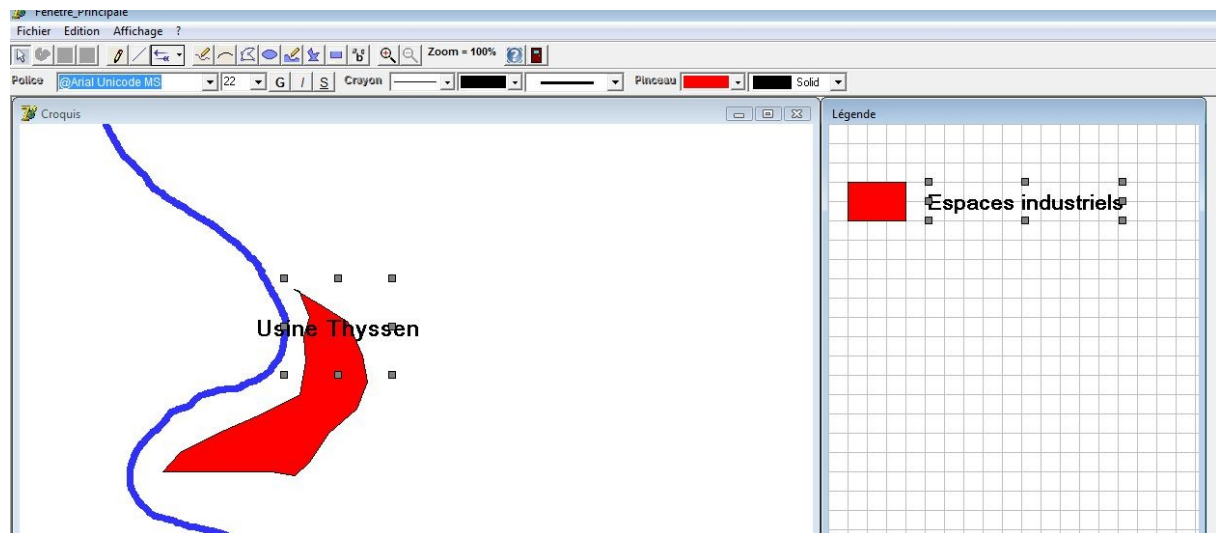 Fenetre_Principale
Fichier Edition Affichage ?
Zoom = 100%
Police @Arial Unicode MS 22 G I S Crayon Pinceau Solid
Croquis
Légende
Espaces industriels
Usine Thyssen